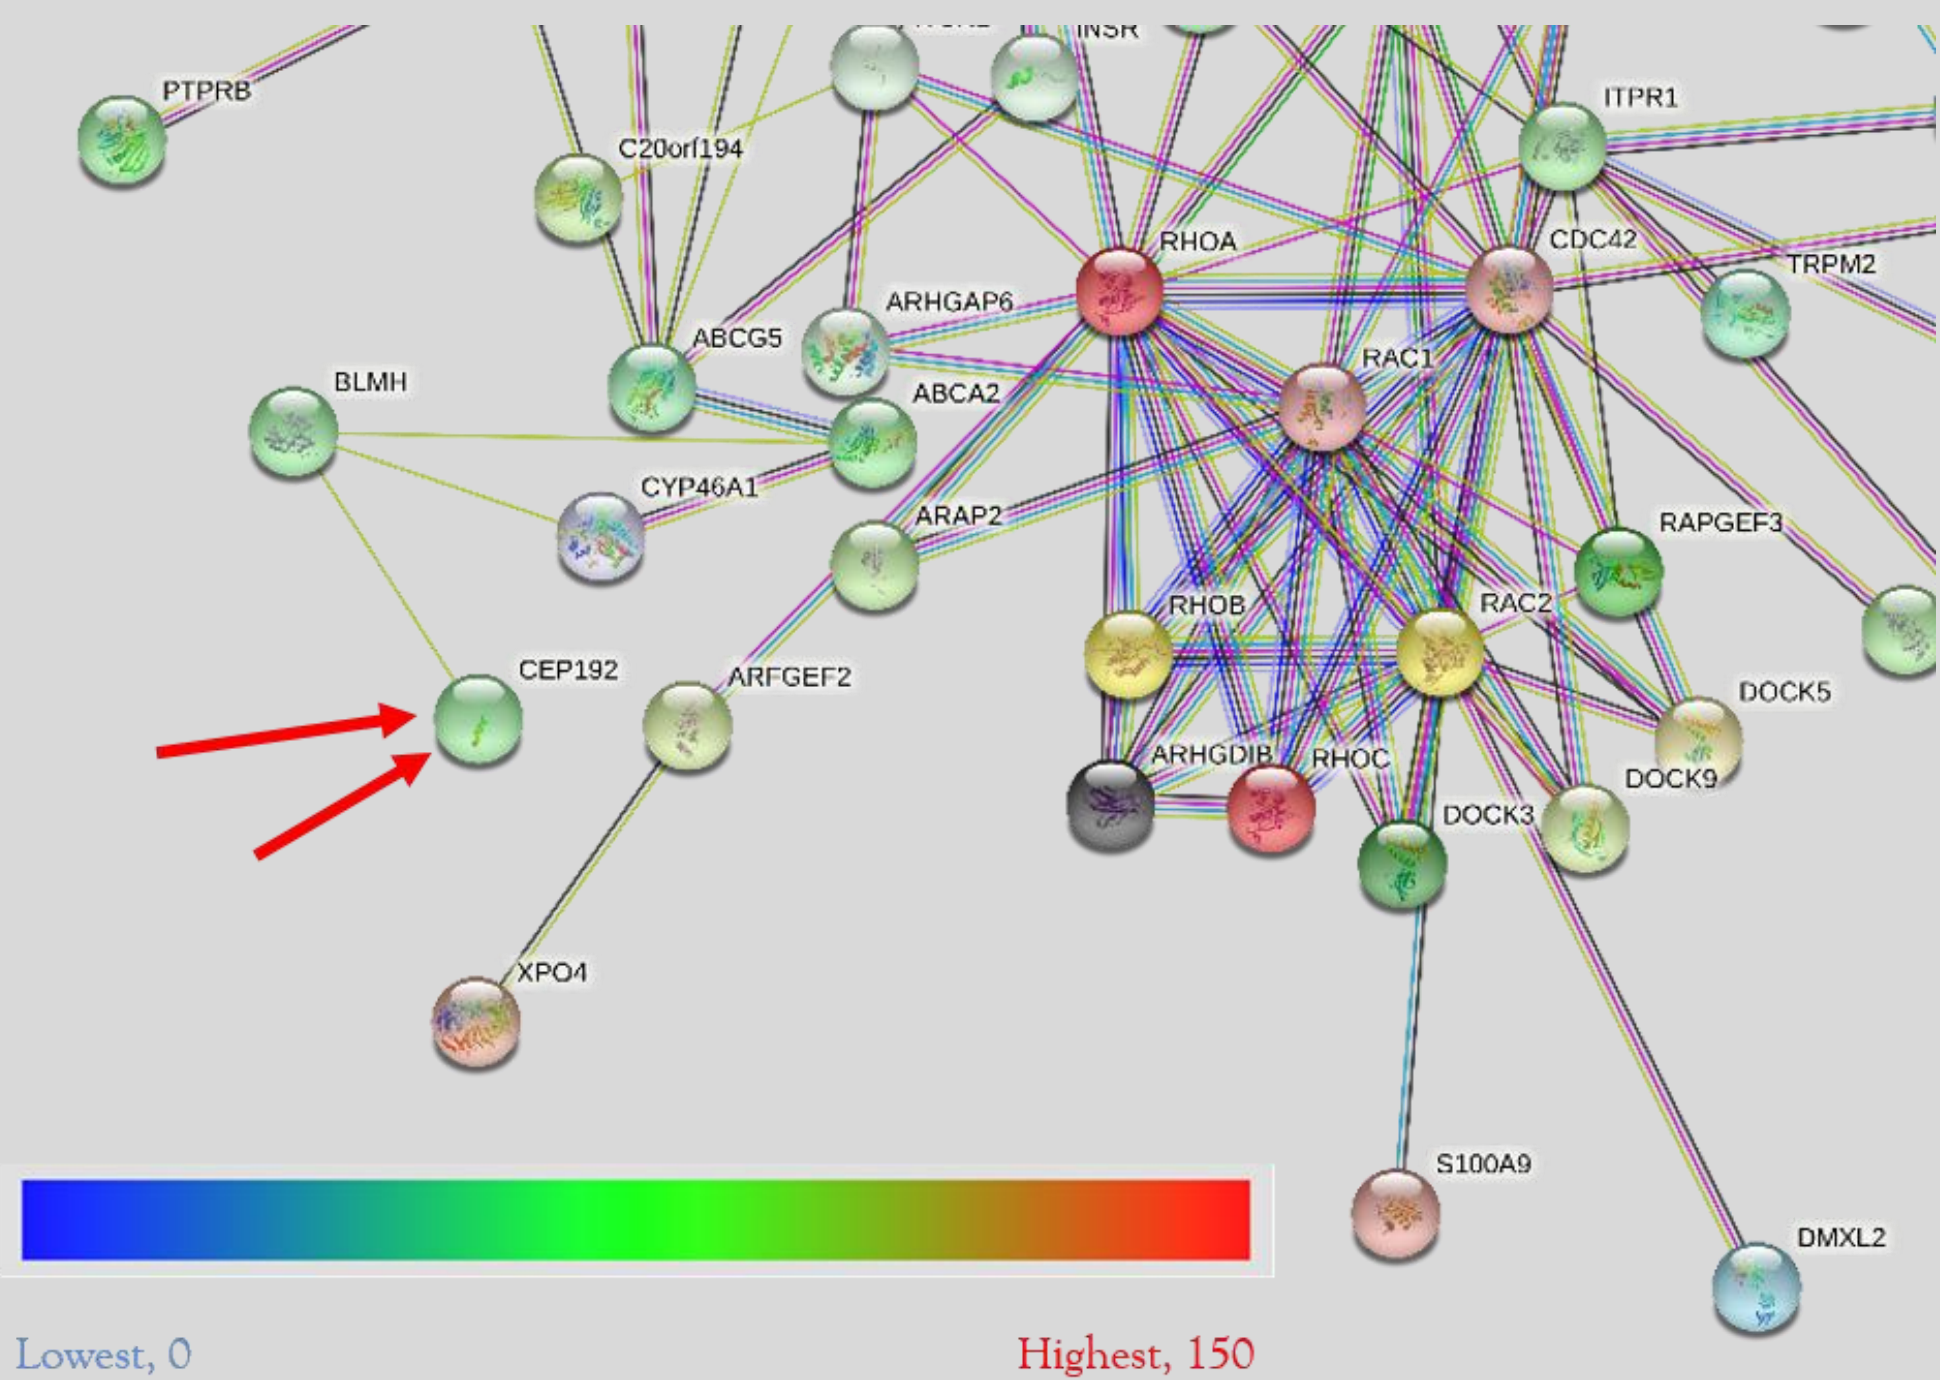 INSR
PTPRB
ITPR1
C20orf194
RHOA
CDC42
TRPM2
ARHGAP6
ABCG5
RAC1
BLMH
ABCA2
CYP46A1
ARAP2
RAPGEF3
RHOB
RAC2
CEP192
ARFGEF2
DOCK5
ARHGDIB
RHOC
DOCK9
DOCK3
XPO4
S100A9
DMXL2
Lowest, 0
Highest, 150